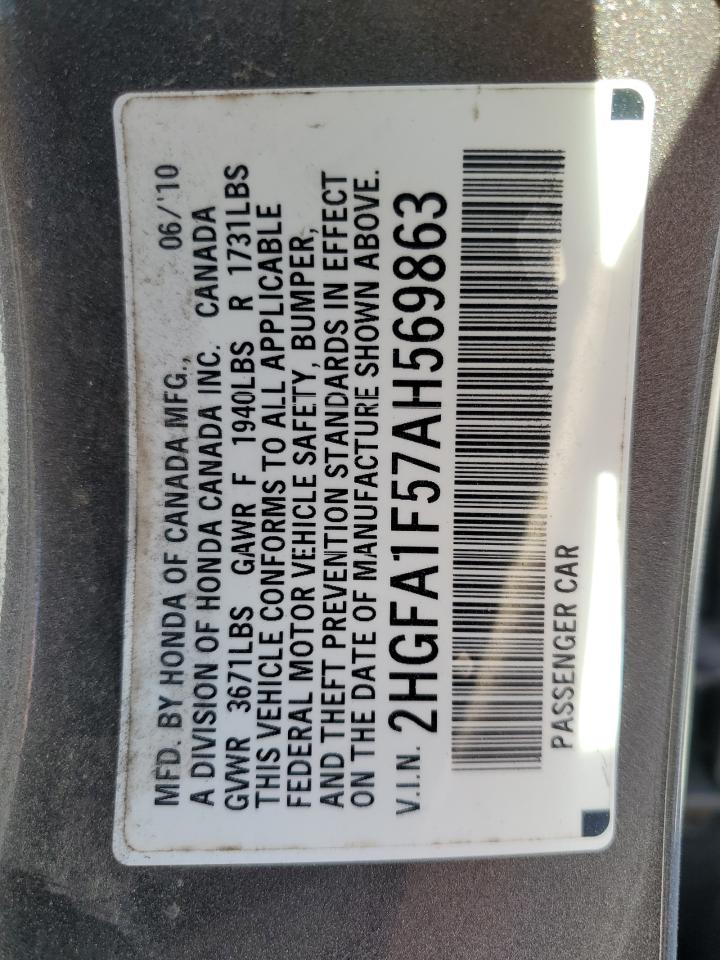 MFD. BY HONDA OF CANADA MFG., 06/'10
A DIVISION OF HONDA CANADA INC. CANADA
GVWR 3671LBS GAWR F 1940LBS R 1731LBS
THIS VEHICLE CONFORMS TO ALL APPLICABLE
FEDERAL MOTOR VEHICLE SAFETY, BUMPER,
AND THEFT PREVENTION STANDARDS IN EFFECT
ON THE DATE OF MANUFACTURE SHOWN ABOVE.
V.I.N. 2HGFA1F57AH569863
PASSENGER CAR